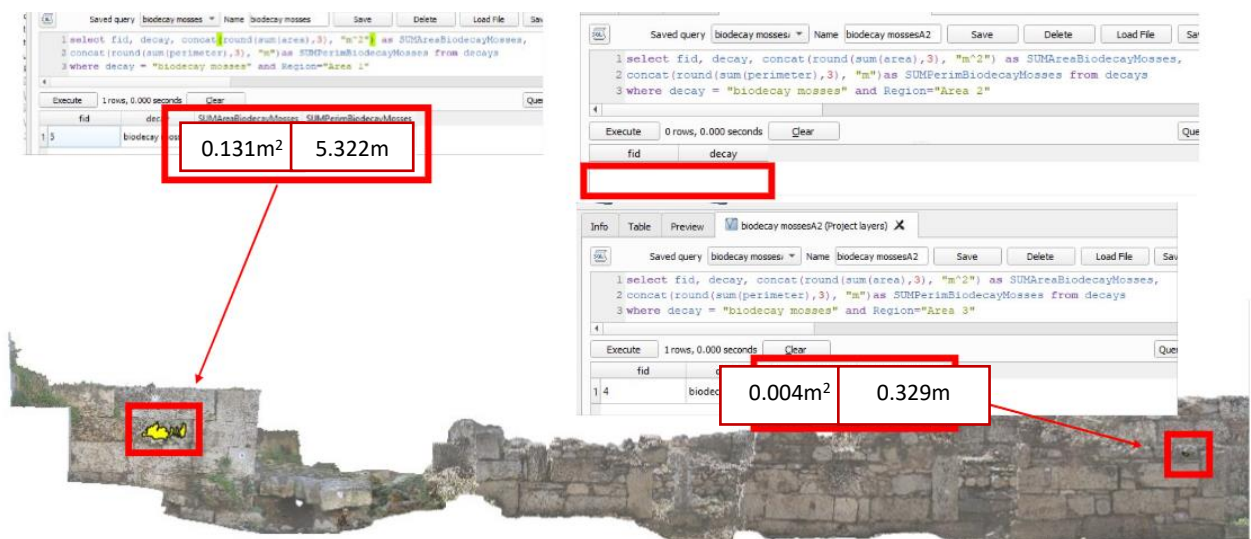 Saved query biodecay mosses Name biodecay mosses Save Delete Load File
1 select fid, decay, concat(round(sum(area),3), "m^2") as SUMAreaBiodecayMosses,
2 concat(round(sum(perimeter),3), "m")as SUMPerimBiodecayMosses from decays
3 where decay = "biodecay mosses" and Region="Area 1"
Execute 1 rows, 0.000 seconds Clear
fid SUMAreaBiodecayMosses SUMPerimBiodecayMosses
1 5 biodecay
0.131m² 5.322m
Saved query biodecay mosses Name biodecay mossesA2 Save Delete Load File
1 select fid, decay, concat(round(sum(area),3), "m^2") as SUMAreaBiodecayMosses,
2 concat(round(sum(perimeter),3), "m")as SUMPerimBiodecayMosses from decays
3 where decay = "biodecay mosses" and Region="Area 2"
Execute 0 rows, 0.000 seconds Clear
fid decay
Info Table Preview biodecay mossesA2 (Project layers) X
Saved query biodecay mosses Name biodecay mossesA2 Save Delete Load File
1 select fid, decay, concat(round(sum(area),3), "m^2") as SUMAreaBiodecayMosses,
2 concat(round(sum(perimeter),3), "m")as SUMPerimBiodecayMosses from decays
3 where decay = "biodecay mosses" and Region="Area 3"
Execute 1 rows, 0.000 seconds Clear
fid
1 4
0.004m² 0.329m